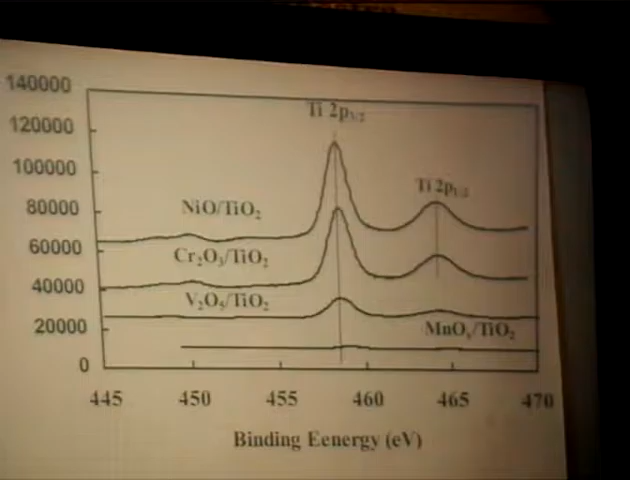 140000
Ti 2p3/2
120000
100000
Ti 2p1/2
80000
NiO/TiO2
60000
Cr2O3/TiO2
40000
V2O5/TiO2
20000
MnOx/TiO2
0
445 450 455 460 465 470
Binding Eenergy (eV)